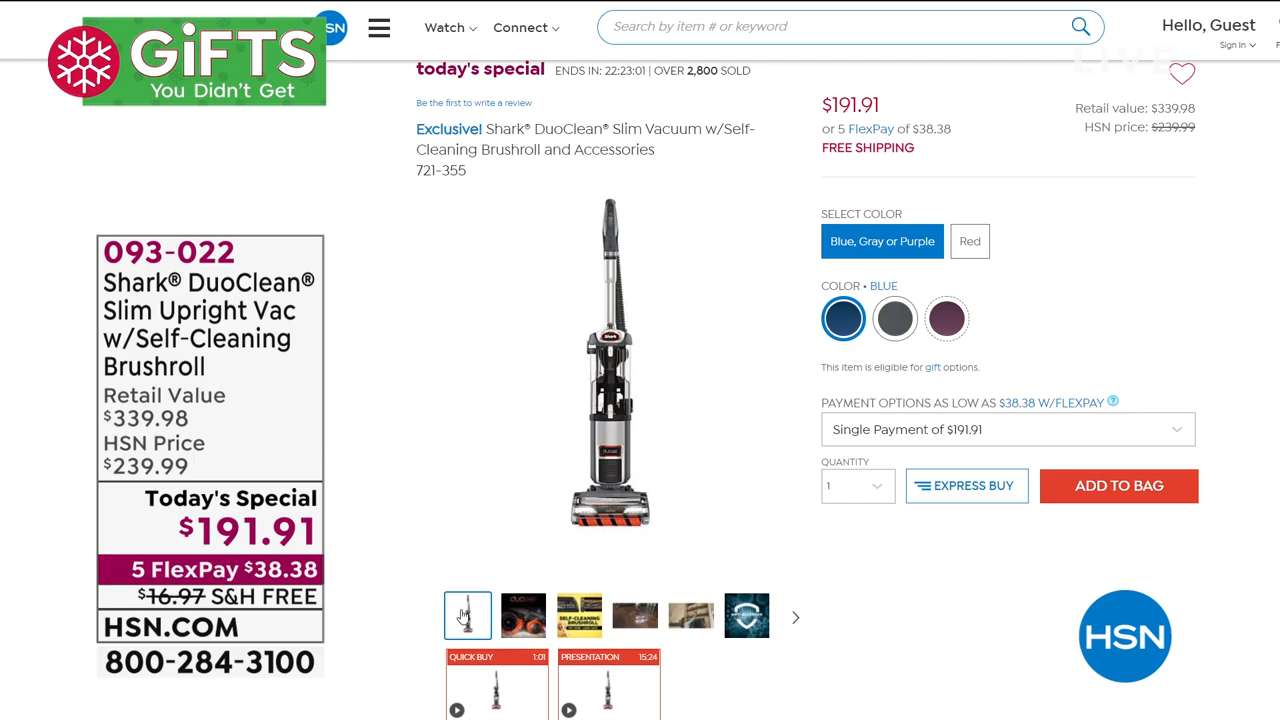 GiFTS
You Didn't Get
SN
Watch
Connect
Search by item # or keyword
Hello, Guest
Sign In
LIVE
today's special ENDS IN: 22:23:01 | OVER 2,800 SOLD
Be the first to write a review
Exclusive! Shark® DuoClean® Slim Vacuum w/Self-
Cleaning Brushroll and Accessories
721-355
$191.91
or 5 FlexPay of $38.38
FREE SHIPPING
Retail value: $339.98
HSN price: $239.99
SELECT COLOR
Blue, Gray or Purple
Red
COLOR • BLUE
This item is eligible for gift options.
PAYMENT OPTIONS AS LOW AS $38.38 W/FLEXPAY ?
Single Payment of $191.91
QUANTITY
1
EXPRESS BUY
ADD TO BAG
093-022
Shark® DuoClean®
Slim Upright Vac
w/Self-Cleaning
Brushroll
Retail Value
$339.98
HSN Price
$239.99
Today's Special
$191.91
5 FlexPay $38.38
$16.97 S&H FREE
HSN.COM
800-284-3100
Shark
SELF-CLEANING
BRUSHROLL
QUICK BUY 1:01
PRESENTATION 15:24
HSN